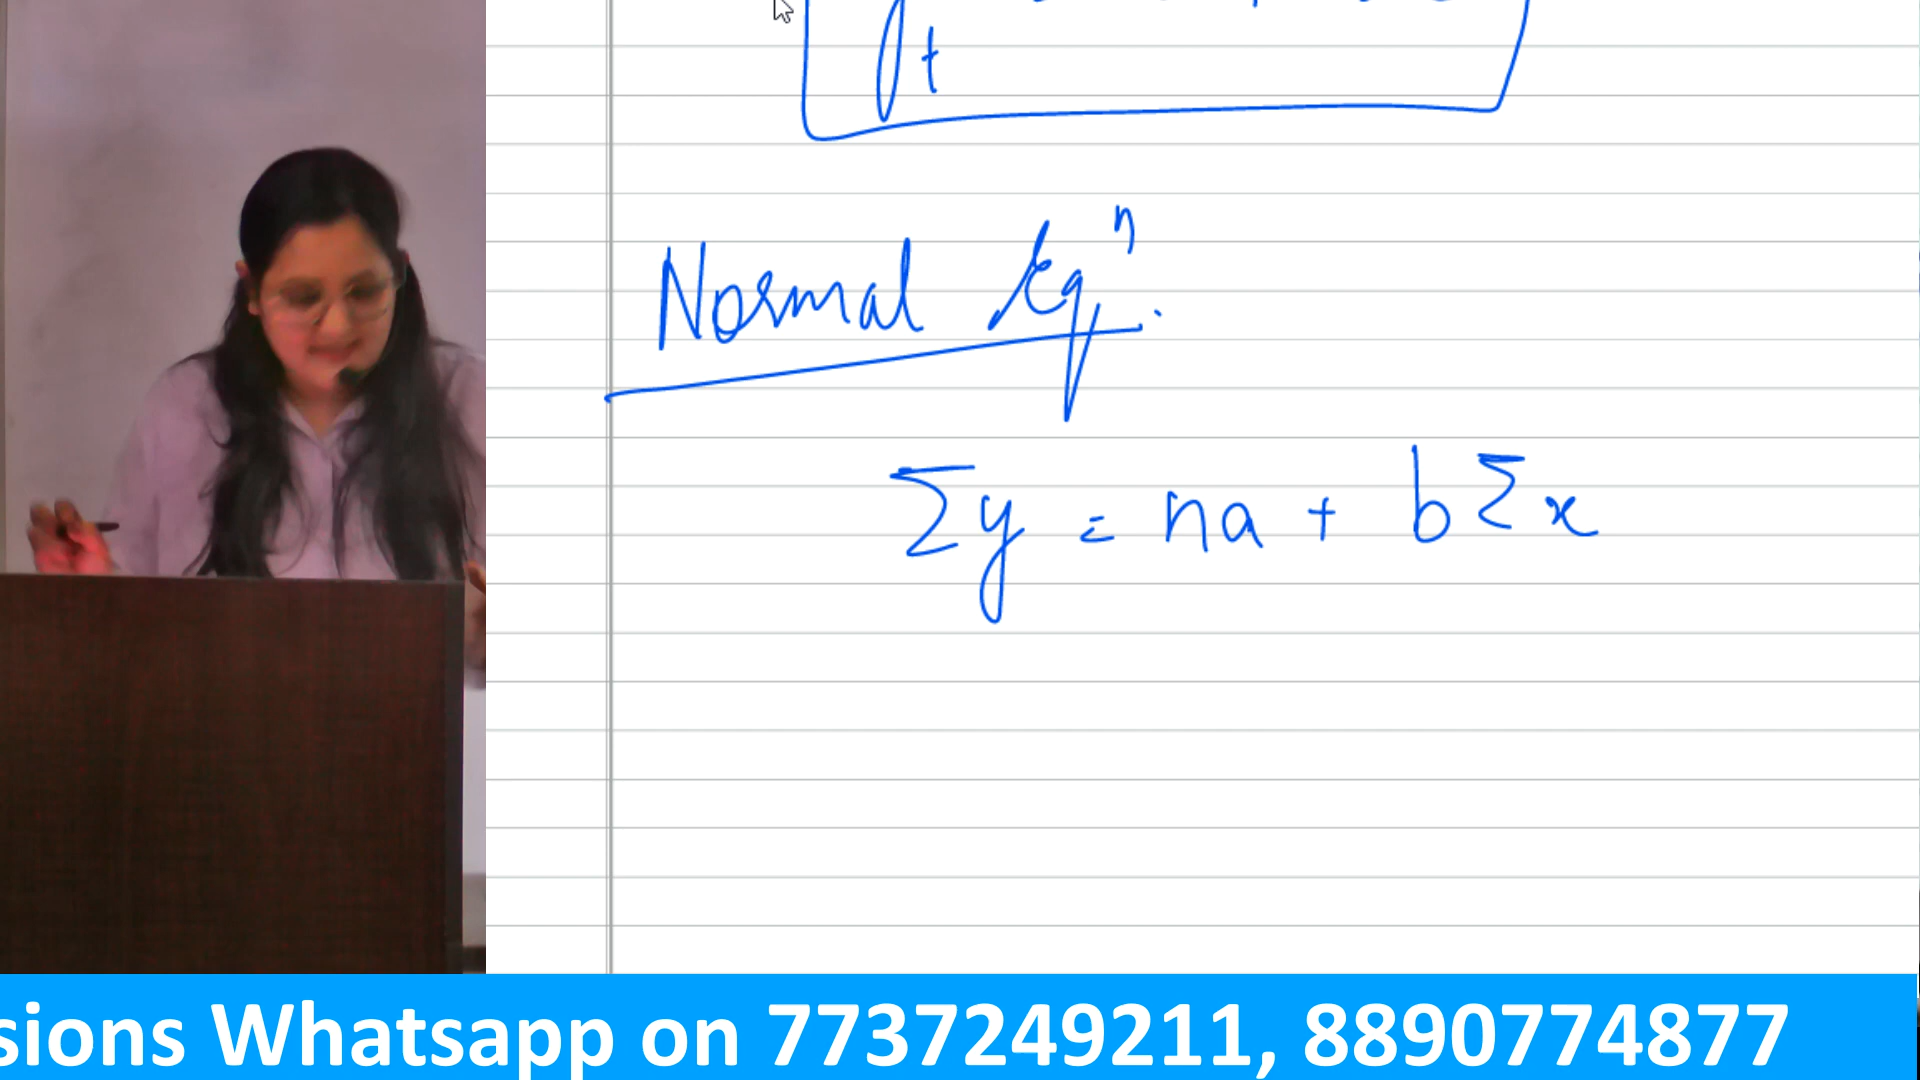 t
Normal Eqⁿ.
Σy = na + bΣx
sions Whatsapp on 7737249211, 8890774877